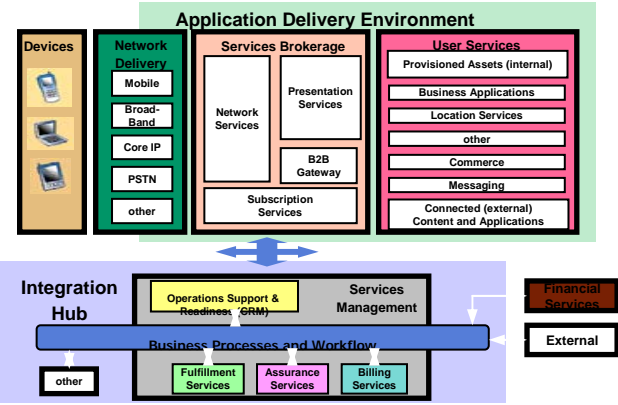 Application Delivery Environment
Devices
Network
Delivery
Mobile
Broad-
Band
Core IP
PSTN
other
Services Brokerage
Network
Services
Presentation
Services
B2B
Gateway
Subscription
Services
User Services
Provisioned Assets (internal)
Business Applications
Location Services
other
Commerce
Messaging
Connected (external)
Content and Applications
Integration
Hub
Operations Support &
Readiness (CRM)
Services
Management
Business Processes and Workflow
other
Fulfillment
Services
Assurance
Services
Billing
Services
Financial
Services
External